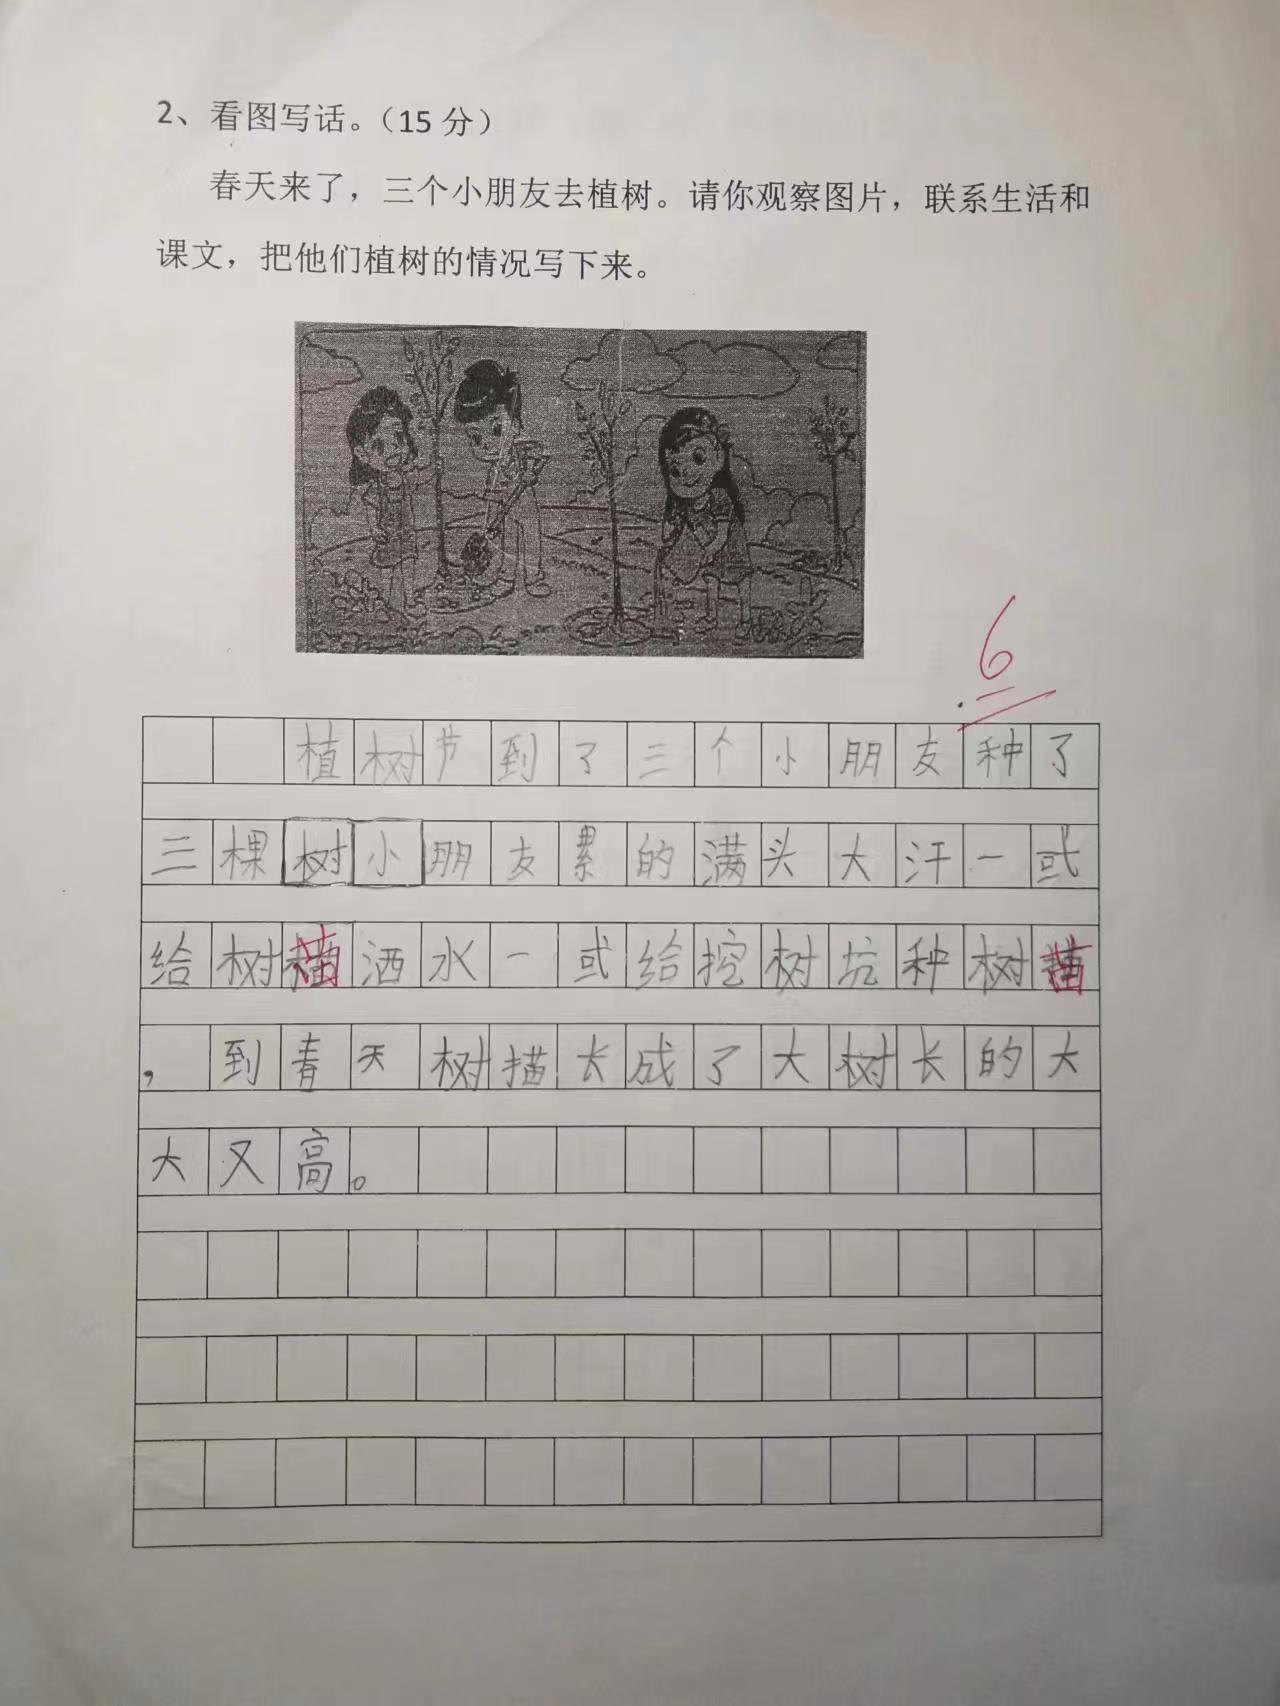 2、看图写话。（15 分）
春天来了，三个小朋友去植树。请你观察图片，联系生活和
课文，把他们植树的情况写下来。
6
植树节到了三个小朋友种了
三棵树小朋友累的满头大汗一或
给树苗洒水一或给挖树坑种树苗
，到春天树描长成了大树长的大
大又高。